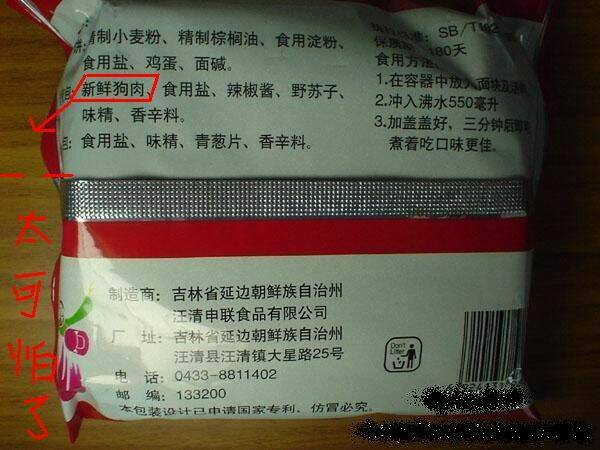 精制小麦粉、精制棕榈油、食用淀粉、
食用盐、鸡蛋、面碱。
新鲜狗肉、食用盐、辣椒酱、野苏子、
味精、香辛料。
食用盐、味精、青葱片、香辛料。
SB/T102
保质期 180天
食用方法
1.在容器中放入面块及
2.冲入沸水550毫升
3.加盖盖好,三分钟后即可
煮着吃口味更佳。
太可怕了
制造商:吉林省延边朝鲜族自治州
汪清申联食品有限公司
厂 址:吉林省延边朝鲜族自治州
汪清县汪清镇大星路25号
电 话:0433-8811402
邮 编:133200
本包装设计已申请国家专利,仿冒必究。
Don't Litter